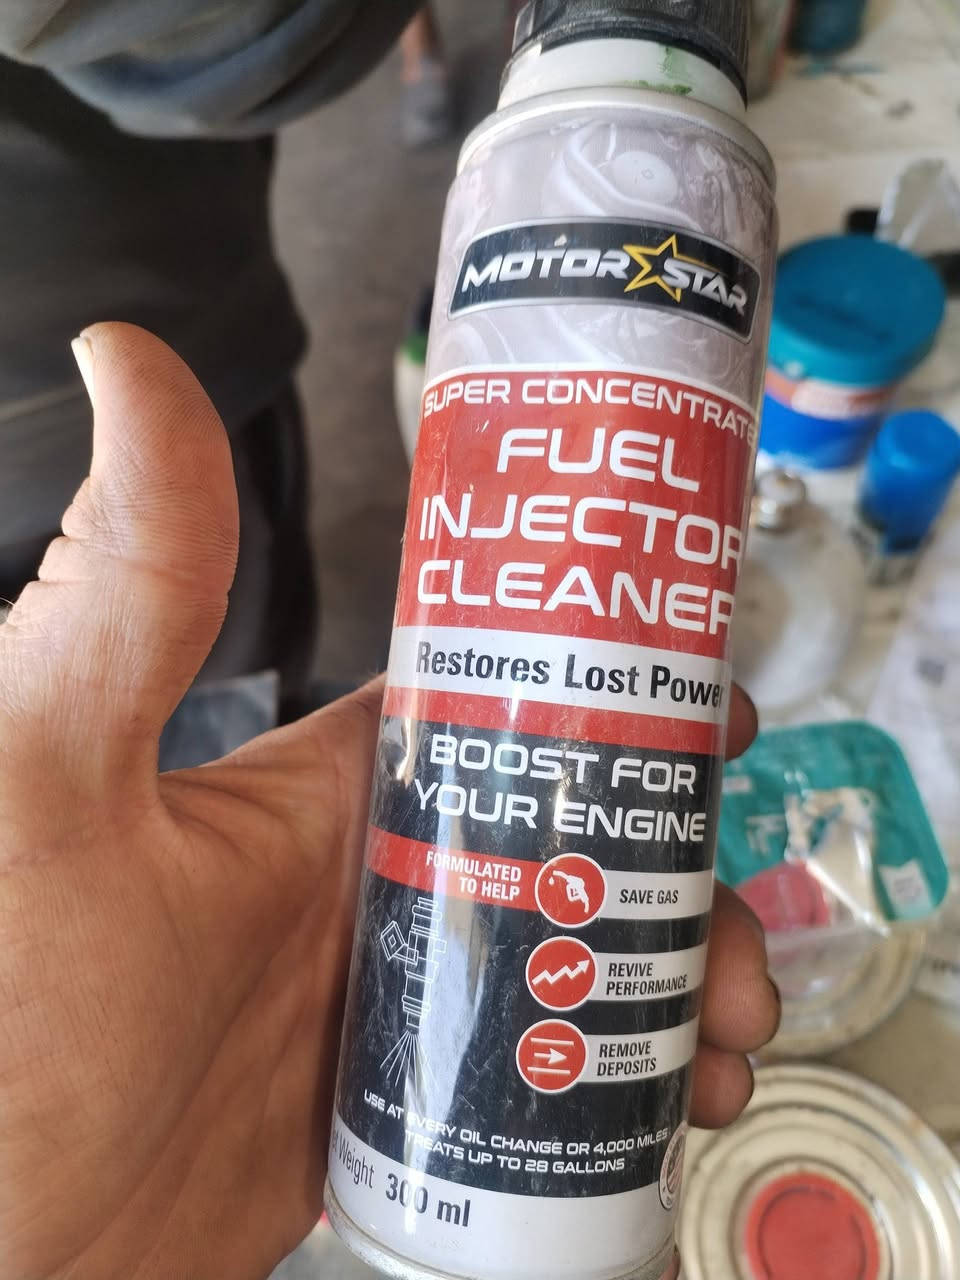 MOTOR STAR
SUPER CONCENTRATE
FUEL
INJECTOR
CLEANER
Restores Lost Power
BOOST FOR
YOUR ENGINE
FORMULATED
TO HELP
SAVE GAS
REVIVE
PERFORMANCE
REMOVE
DEPOSITS
USE AT EVERY OIL CHANGE OR 4,000 MILES
TREATS UP TO 28 GALLONS
Weight 300 ml